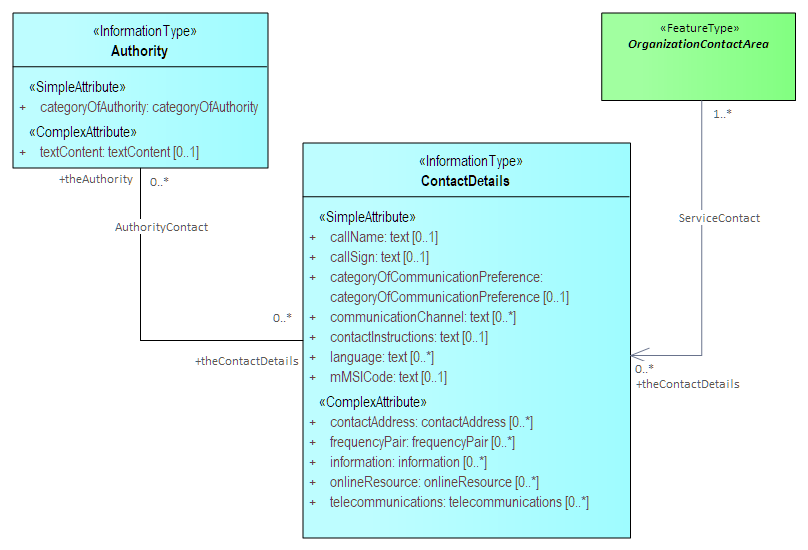 «InformationType»
Authority
«SimpleAttribute»
+ categoryOfAuthority: categoryOfAuthority
«ComplexAttribute»
+ textContent: textContent [0..1]
+theAuthority
0..*
AuthorityContact
0..*
+theContactDetails
«InformationType»
ContactDetails
«SimpleAttribute»
+ callName: text [0..1]
+ callSign: text [0..1]
+ categoryOfCommunicationPreference:
categoryOfCommunicationPreference [0..1]
+ communicationChannel: text [0..*]
+ contactInstructions: text [0..1]
+ language: text [0..*]
+ mMSICode: text [0..1]
«ComplexAttribute»
+ contactAddress: contactAddress [0..*]
+ frequencyPair: frequencyPair [0..*]
+ information: information [0..*]
+ onlineResource: onlineResource [0..*]
+ telecommunications: telecommunications [0..*]
«FeatureType»
OrganizationContactArea
1..*
ServiceContact
0..*
+theContactDetails